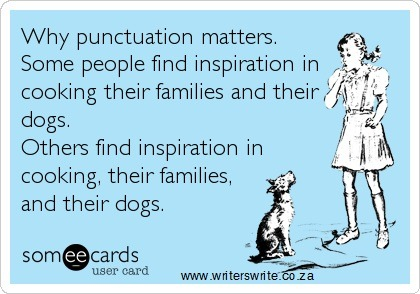 Why punctuation matters.
Some people find inspiration in
cooking their families and their
dogs.
Others find inspiration in
cooking, their families,
and their dogs.
someecards
user card
www.writerswrite.co.za